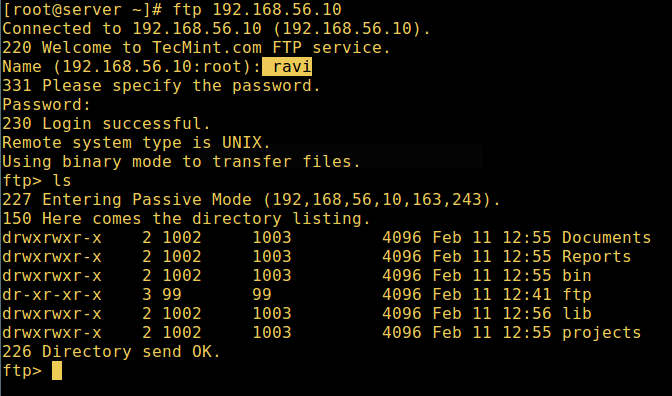 [root@server ~]# ftp 192.168.56.10
Connected to 192.168.56.10 (192.168.56.10).
220 Welcome to TecMint.com FTP service.
Name (192.168.56.10:root): ravi
331 Please specify the password.
Password:
230 Login successful.
Remote system type is UNIX.
Using binary mode to transfer files.
ftp> ls
227 Entering Passive Mode (192,168,56,10,163,243).
150 Here comes the directory listing.
drwxrwxr-x    2 1002     1003         4096 Feb 11 12:55 Documents
drwxrwxr-x    2 1002     1003         4096 Feb 11 12:55 Reports
drwxrwxr-x    2 1002     1003         4096 Feb 11 12:55 bin
dr-xr-xr-x    3 99       99           4096 Feb 11 12:41 ftp
drwxrwxr-x    2 1002     1003         4096 Feb 11 12:56 lib
drwxrwxr-x    2 1002     1003         4096 Feb 11 12:55 projects
226 Directory send OK.
ftp>